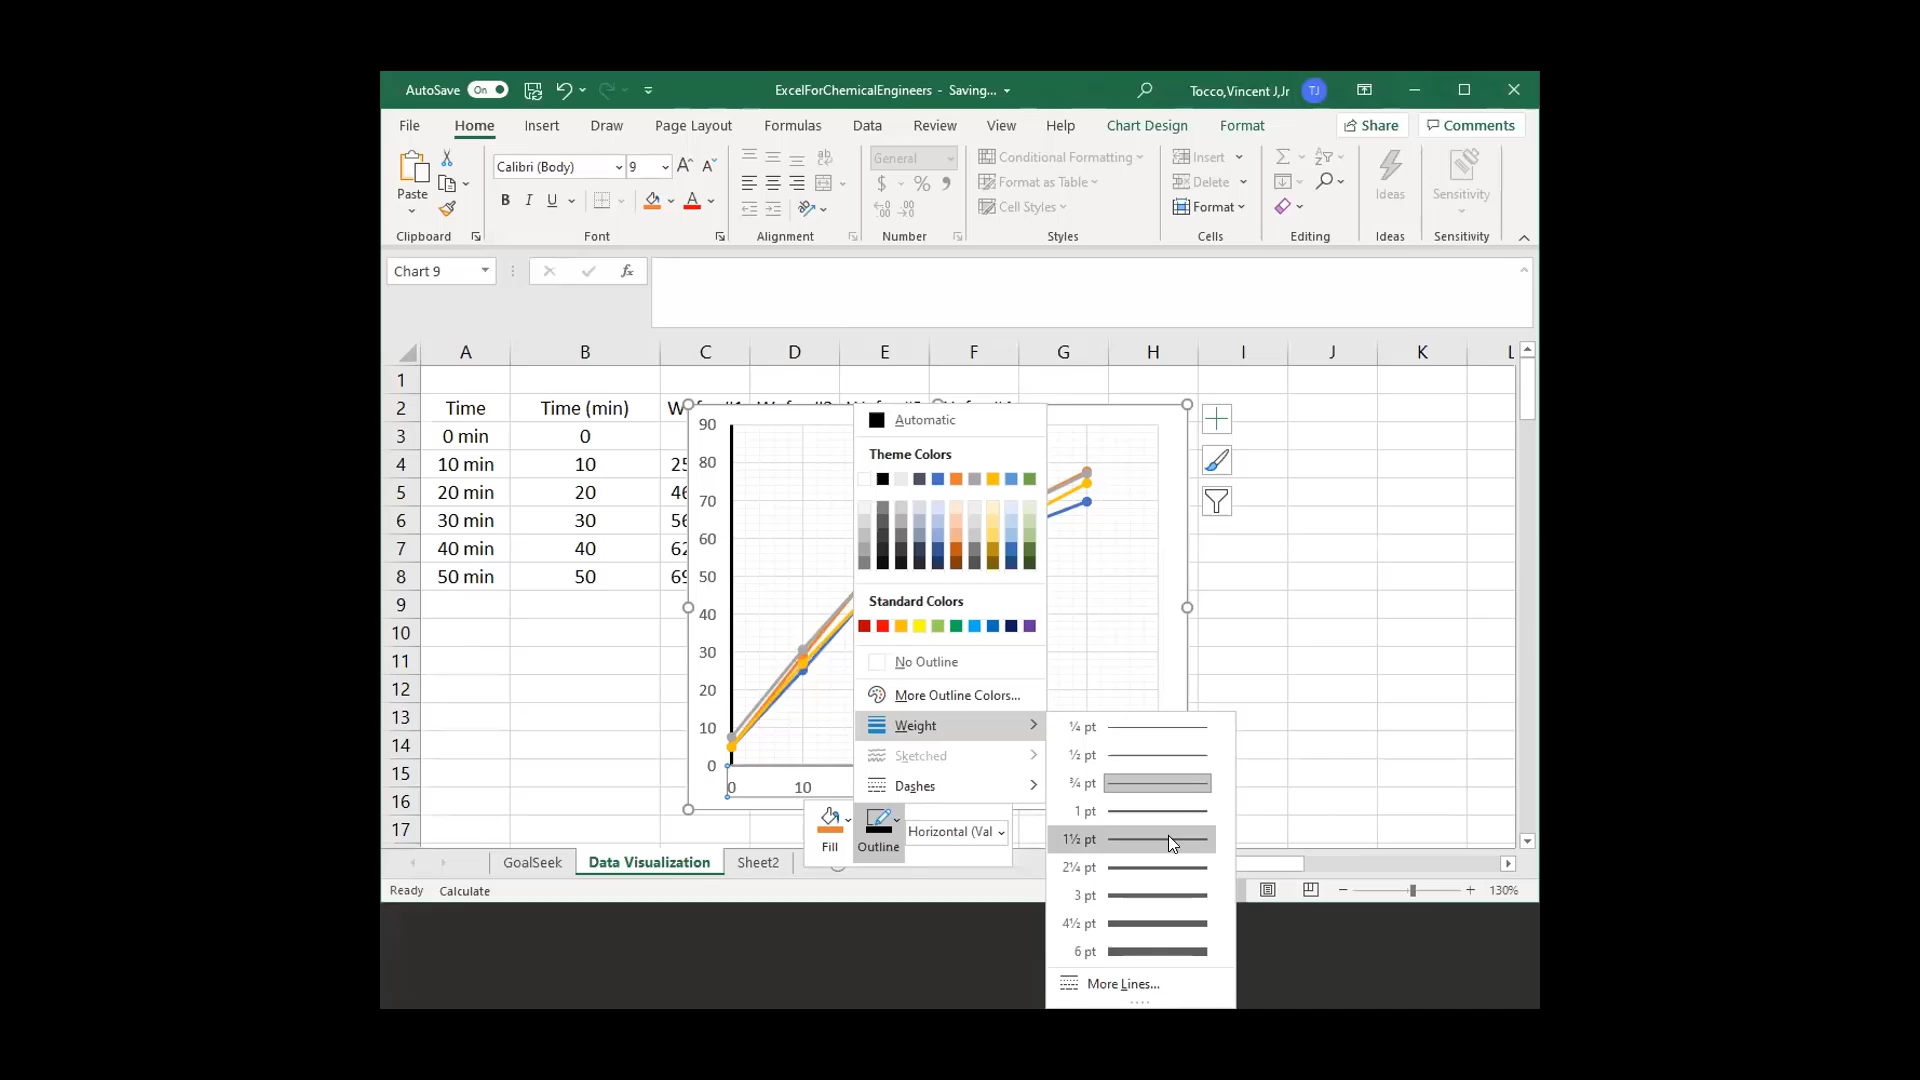 AutoSave On ExcelForChemicalEngineers - Saving... Tocco,Vincent J,Jr TJ
File Home Insert Draw Page Layout Formulas Data Review View Help Chart Design Format Share Comments
Paste Calibri (Body) 9 A A ab General Conditional Formatting Insert Ideas Sensitivity
B I U A $ % Format as Table Delete
Cell Styles Format
Clipboard Font Alignment Number Styles Cells Editing Ideas Sensitivity
Chart 9 fx
A B C D E F G H I J K L
1
2 Time Time (min)
3 0 min 0
4 10 min 10 25
5 20 min 20 46
6 30 min 30 56
7 40 min 40 62
8 50 min 50 69
9
10
11
12
13
14
15
16
17
90
80
70
60
50
40
30
20
10
0
0 10
Automatic
Theme Colors
Standard Colors
No Outline
More Outline Colors...
Weight
Sketched
Dashes
Fill Outline Horizontal (Val
¼ pt
½ pt
¾ pt
1 pt
1½ pt
2¼ pt
3 pt
4½ pt
6 pt
More Lines...
GoalSeek Data Visualization Sheet2
Ready Calculate 130%